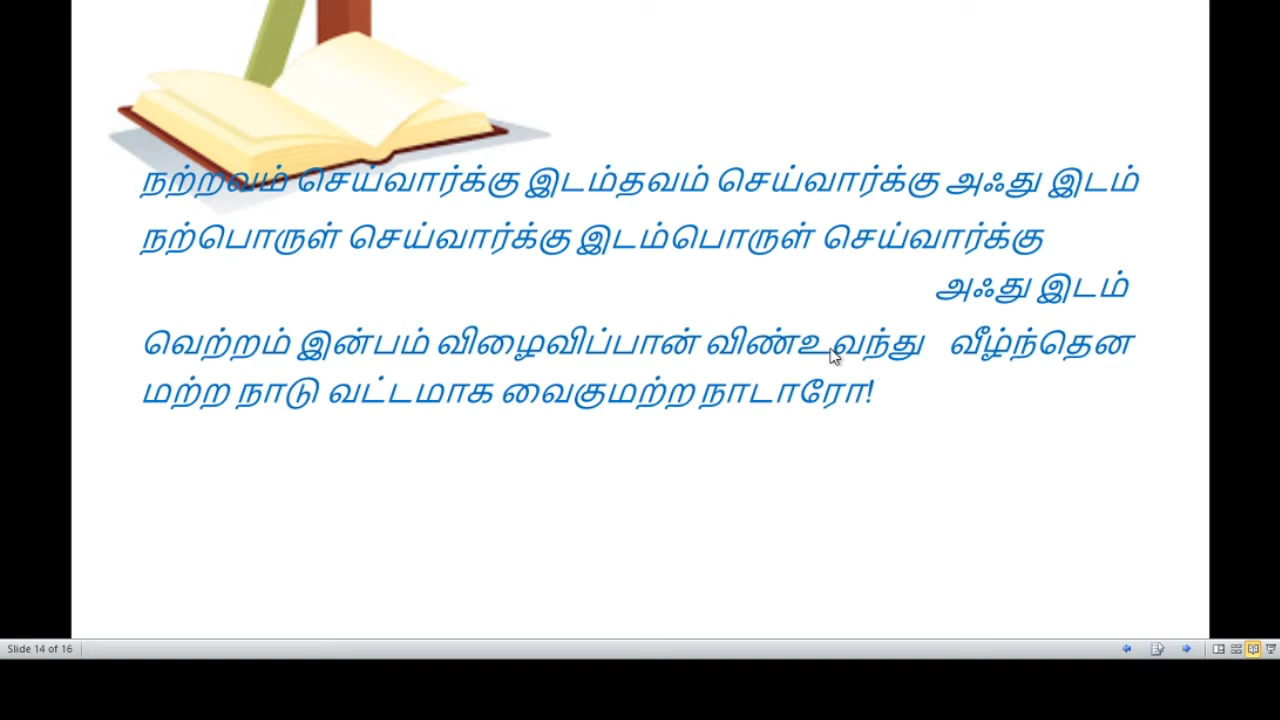 நற்றவம் செய்வார்க்கு இடம்தவம் செய்வார்க்கு அஃது இடம்
நற்பொருள் செய்வார்க்கு இடம்பொருள் செய்வார்க்கு
அஃது இடம்
வெற்றம் இன்பம் விழைவிப்பான் விண்உவந்து வீழ்ந்தென
மற்ற நாடு வட்டமாக வைகுமற்ற நாடாரோ!
Slide 14 of 16